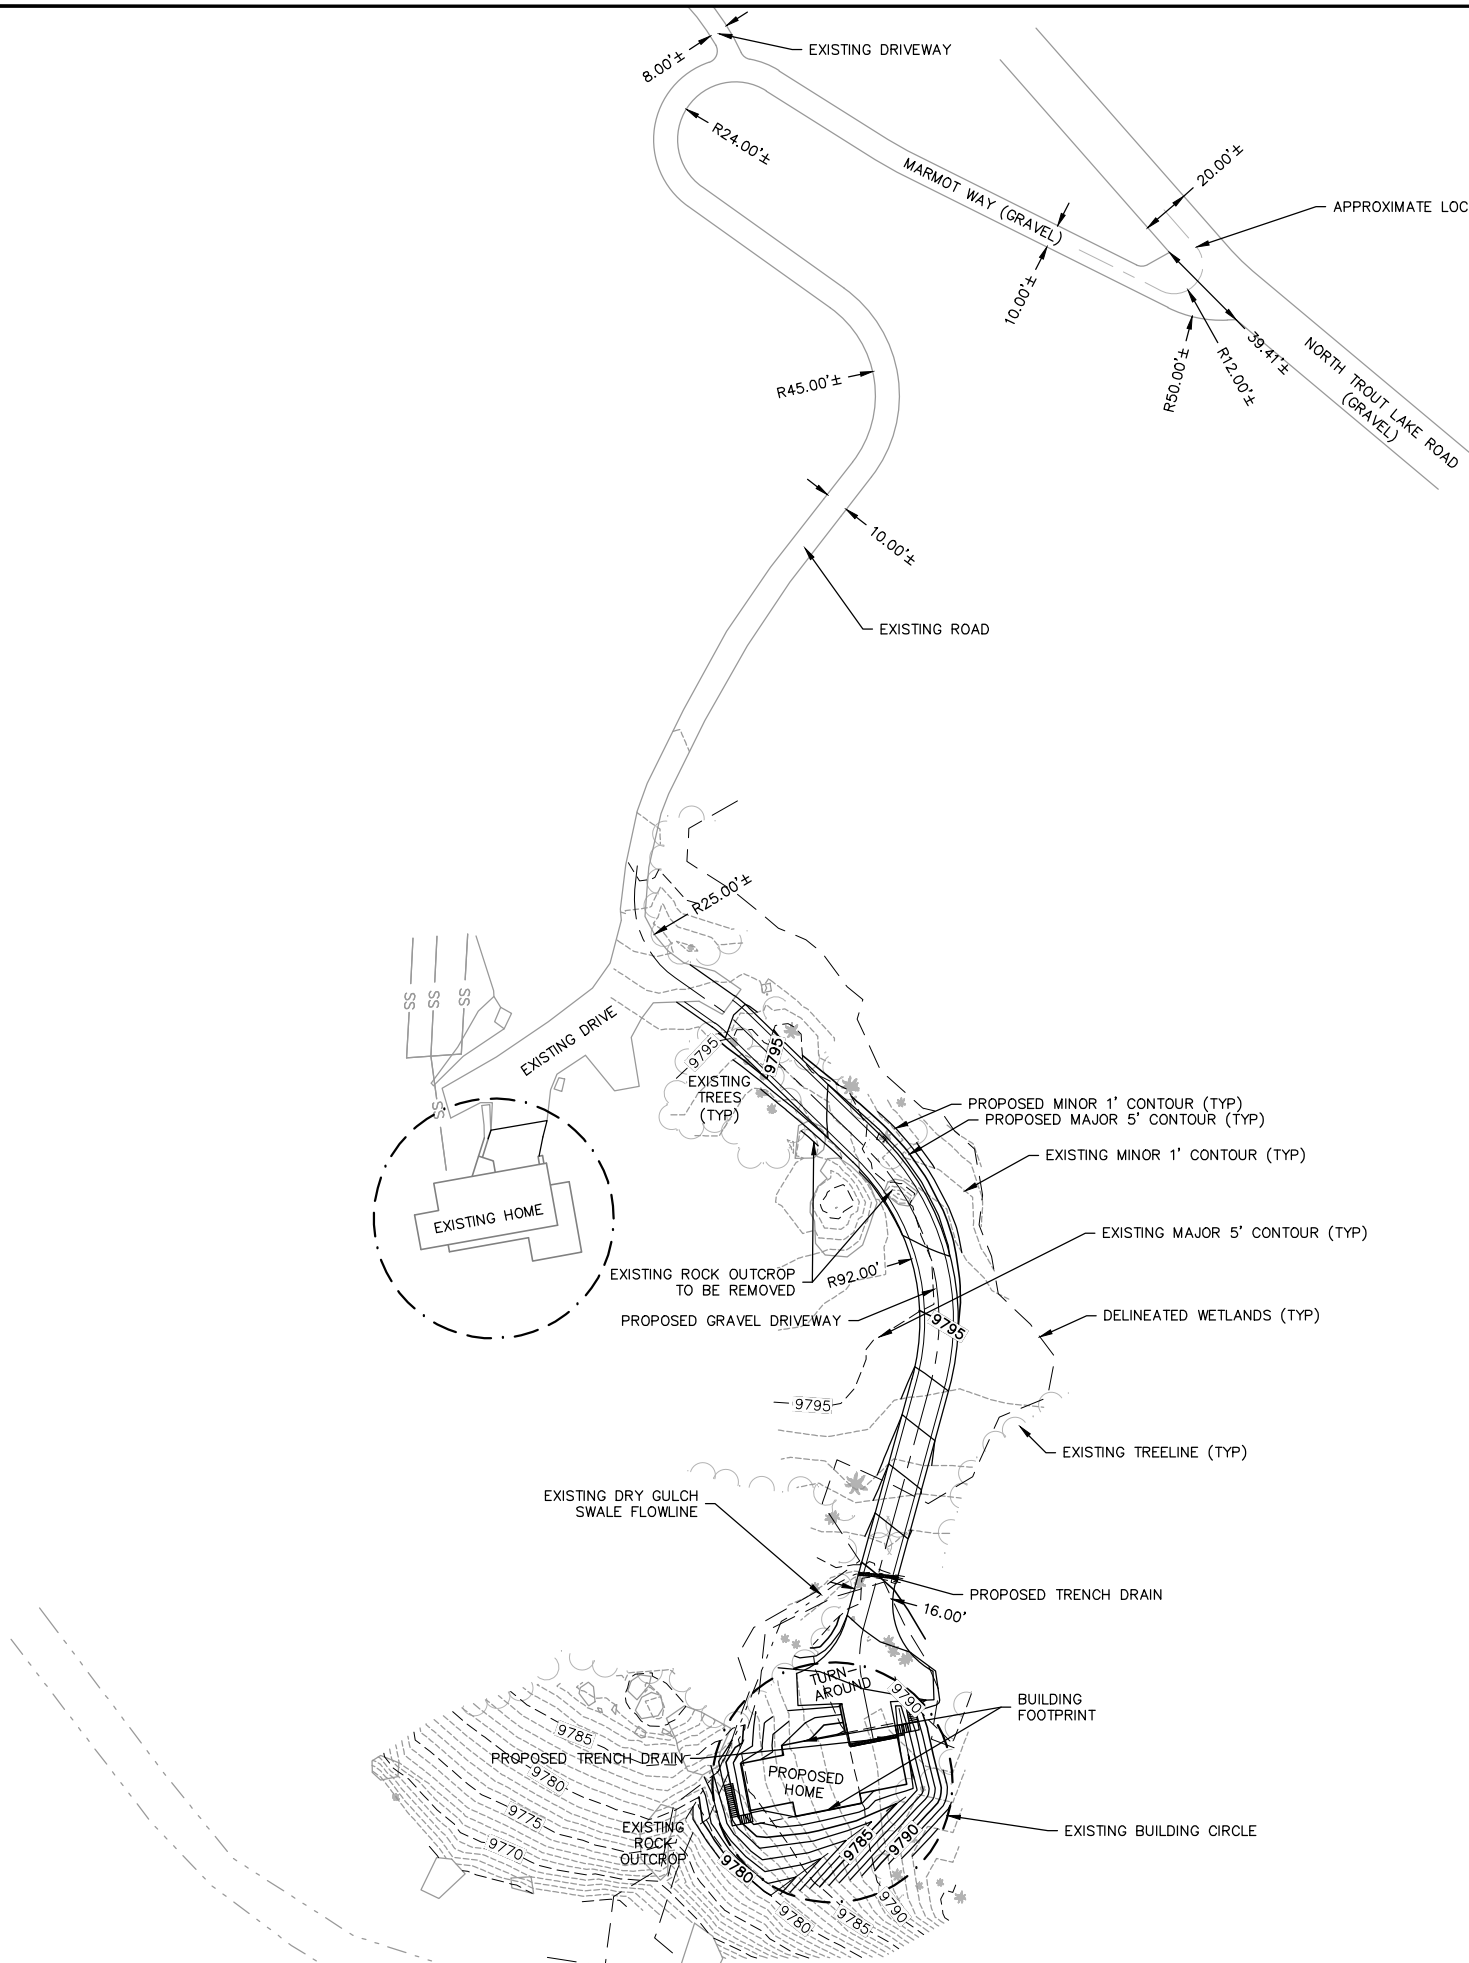 EXISTING DRIVEWAY
8.00'±
R24.00'±
MARMOT WAY (GRAVEL)
20.00'±
APPROXIMATE LOC
10.00'±
39.41'±
R12.00'±
R50.00'±
NORTH TROUT LAKE ROAD
(GRAVEL)
R45.00'±
10.00'±
EXISTING ROAD
R25.00'±
SS
SS
SS
SS
EXISTING DRIVE
9795
9795
EXISTING
TREES
(TYP)
PROPOSED MINOR 1' CONTOUR (TYP)
PROPOSED MAJOR 5' CONTOUR (TYP)
EXISTING MINOR 1' CONTOUR (TYP)
EXISTING HOME
EXISTING MAJOR 5' CONTOUR (TYP)
EXISTING ROCK OUTCROP
TO BE REMOVED
R92.00'
PROPOSED GRAVEL DRIVEWAY
9795
DELINEATED WETLANDS (TYP)
9795
EXISTING TREELINE (TYP)
EXISTING DRY GULCH
SWALE FLOWLINE
PROPOSED TRENCH DRAIN
16.00'
TURN-
AROUND
9790
BUILDING
FOOTPRINT
9785
PROPOSED TRENCH DRAIN
9780
PROPOSED
HOME
9775
9770
EXISTING
ROCK
OUTCROP
9785
9790
EXISTING BUILDING CIRCLE
9780
9780
9785
9790